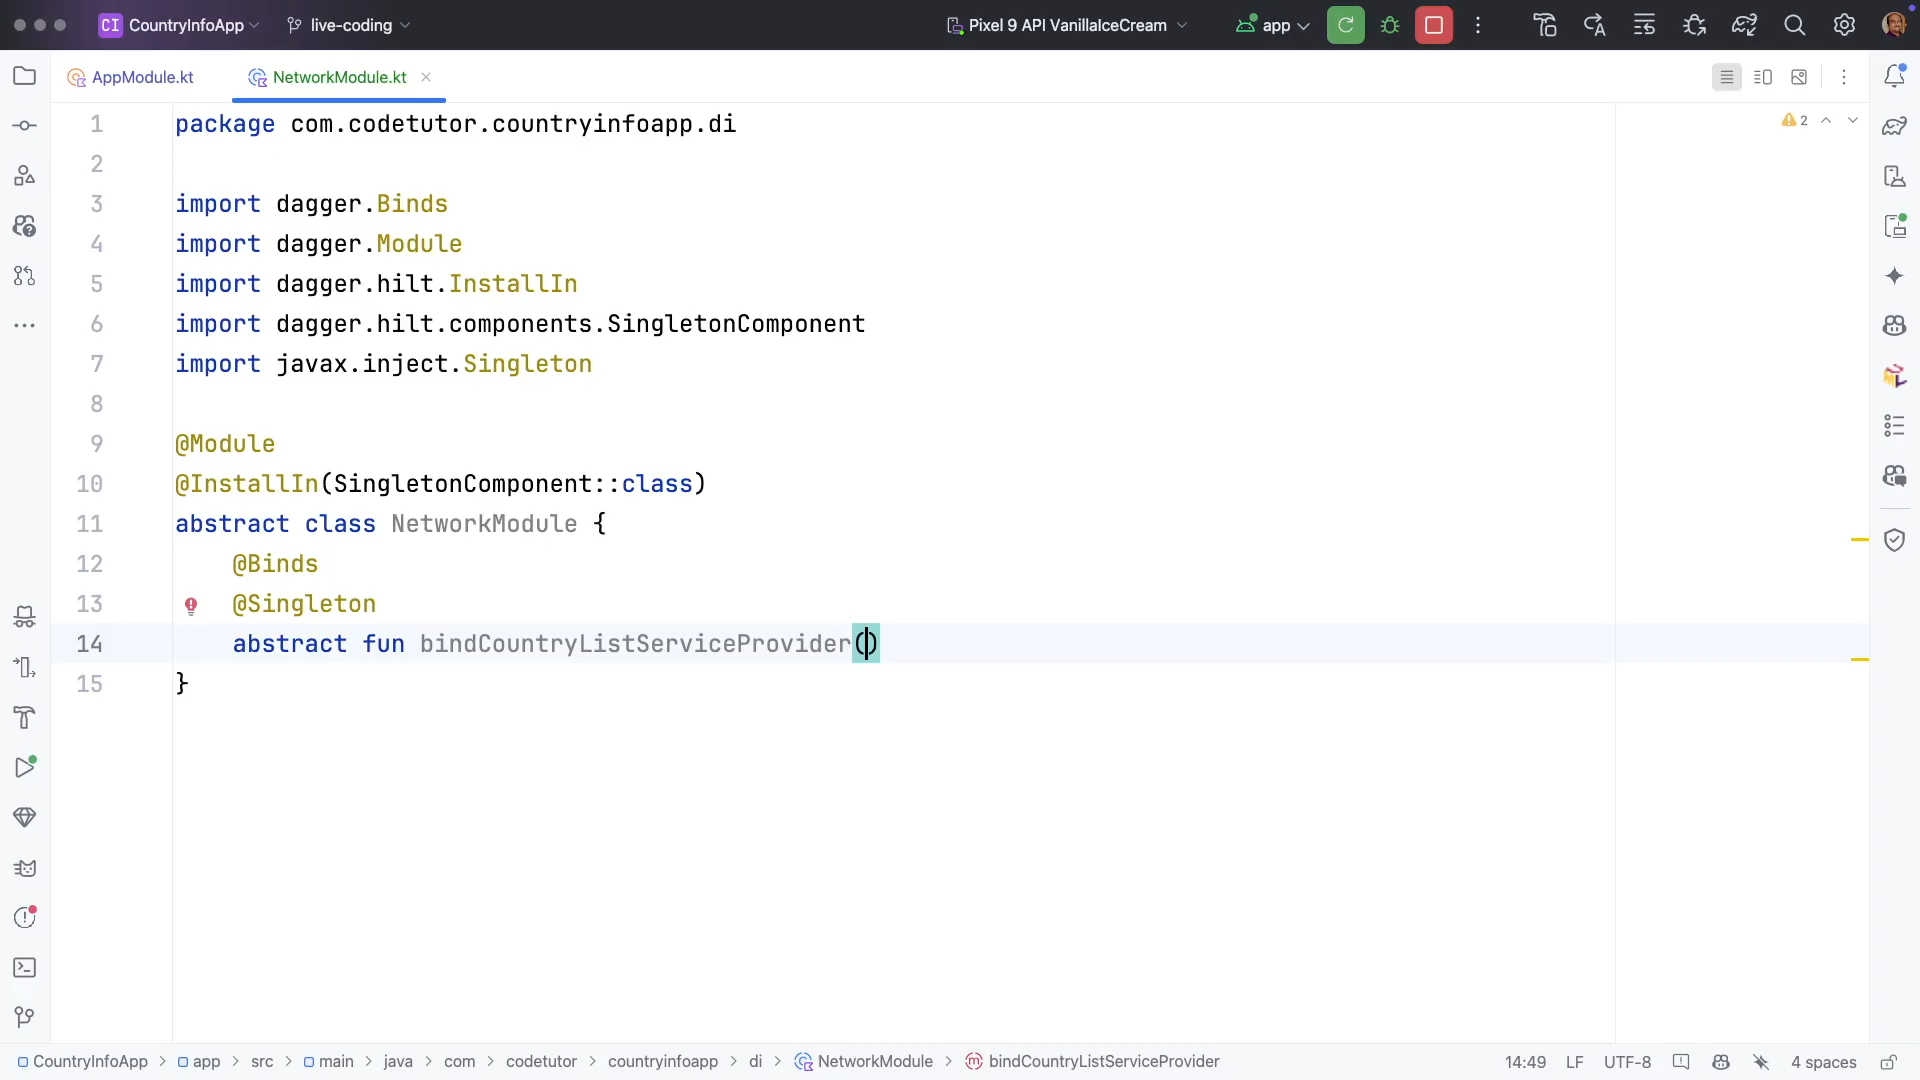 CI CountryInfoApp live-coding Pixel 9 API VanillaIceCream app
AppModule.kt NetworkModule.kt
1 package com.codetutor.countryinfoapp.di
2
3 import dagger.Binds
4 import dagger.Module
5 import dagger.hilt.InstallIn
6 import dagger.hilt.components.SingletonComponent
7 import javax.inject.Singleton
8
9 @Module
10 @InstallIn(SingletonComponent::class)
11 abstract class NetworkModule {
12 @Binds
13 @Singleton
14 abstract fun bindCountryListServiceProvider()
15 }
2
CountryInfoApp > app > src > main > java > com > codetutor > countryinfoapp > di > NetworkModule > bindCountryListServiceProvider 14:49 LF UTF-8 4 spaces